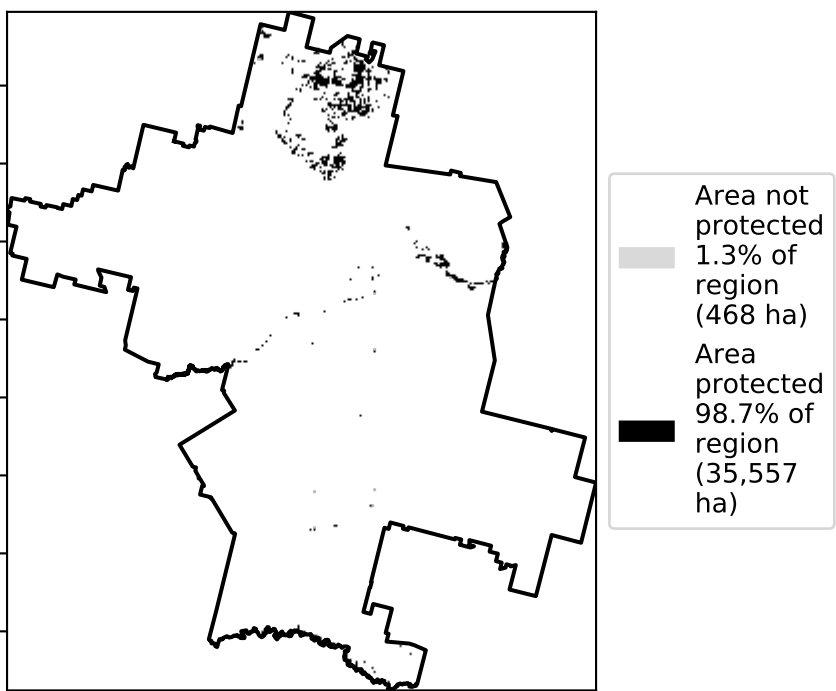 Area not
protected
1.3% of
region
(468 ha)
Area
protected
98.7% of
region
(35,557
ha)